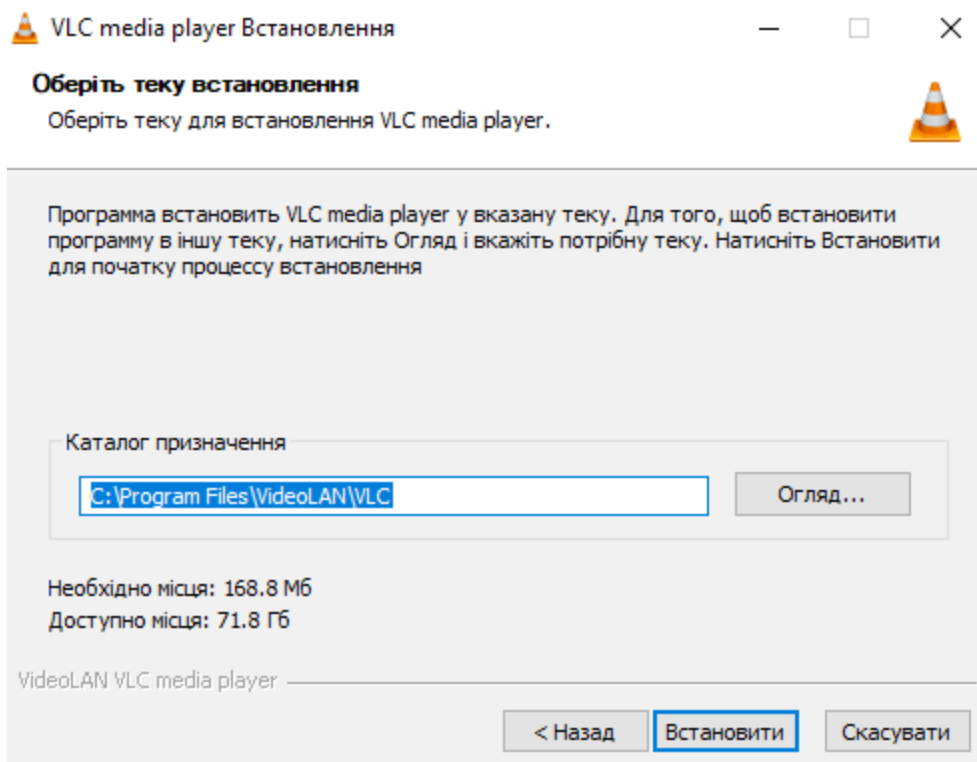 VLC media player Встановлення
Оберіть теку встановлення
Оберіть теку для встановлення VLC media player.
Программа встановить VLC media player у вказану теку. Для того, щоб встановити
программу в іншу теку, натисніть Огляд і вкажіть потрібну теку. Натисніть Встановити
для початку процессу встановлення
Каталог призначення
C:\Program Files\VideoLAN\VLC
Огляд...
Необхідно місця: 168.8 Мб
Доступно місця: 71.8 Гб
VideoLAN VLC media player
< Назад
Встановити
Скасувати